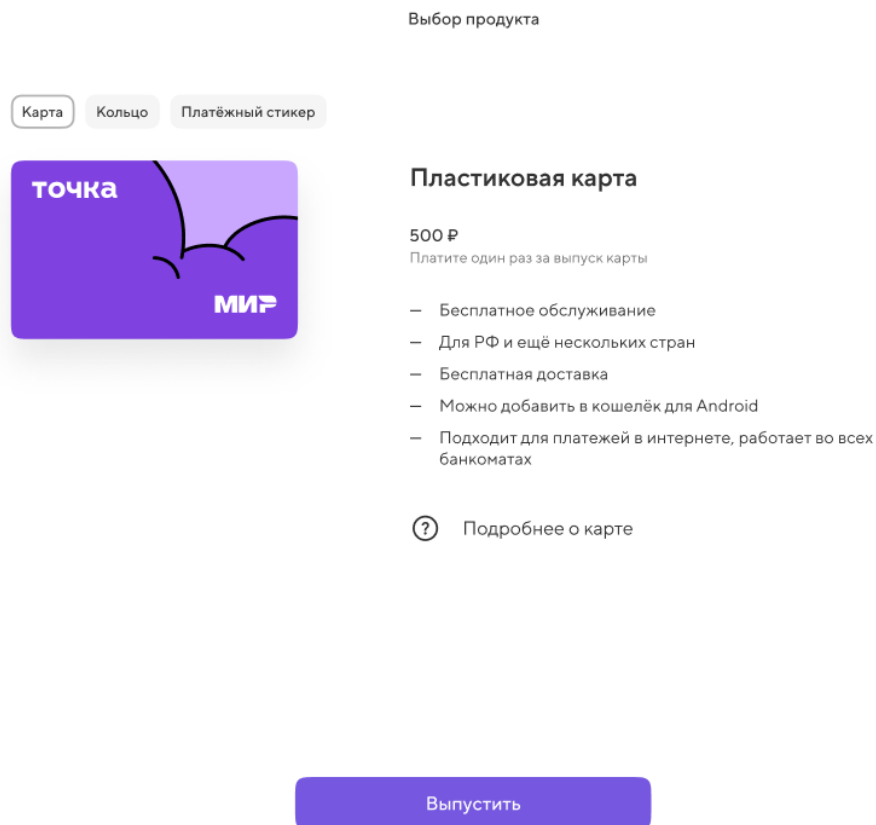 Выбор продукта
Карта
Кольцо
Платёжный стикер
точка
МИР
Пластиковая карта
500 ₽
Платите один раз за выпуск карты
— Бесплатное обслуживание
— Для РФ и ещё нескольких стран
— Бесплатная доставка
— Можно добавить в кошелёк для Android
— Подходит для платежей в интернете, работает во всех
банкоматах
? Подробнее о карте
Выпустить